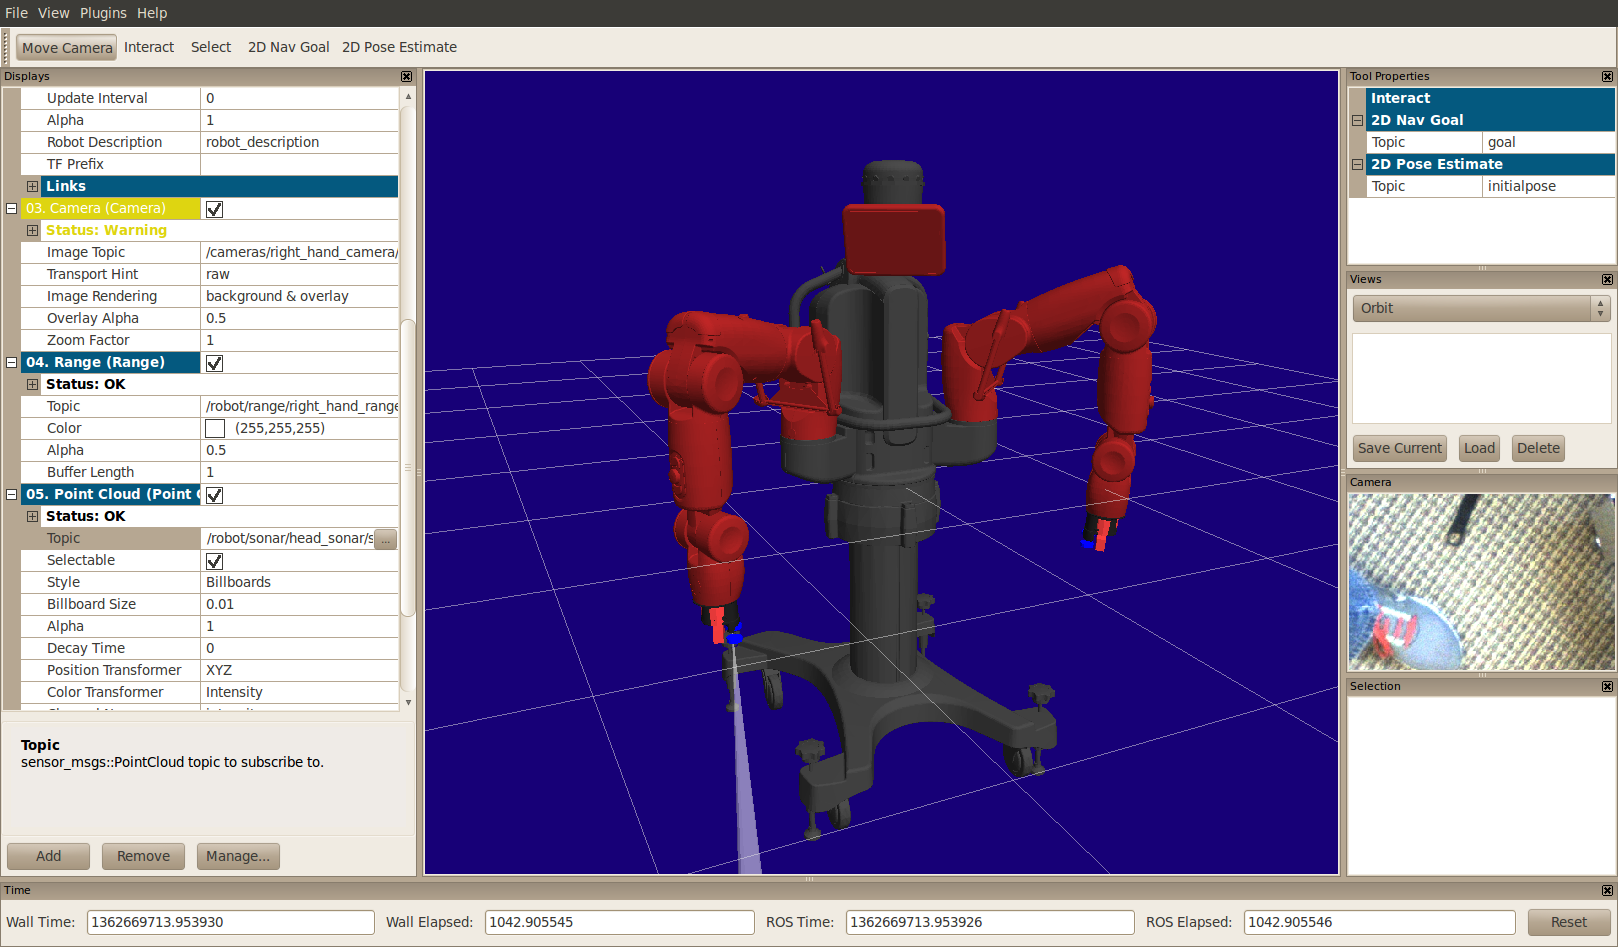 File View Plugins Help
Move Camera Interact Select 2D Nav Goal 2D Pose Estimate
Displays
Update Interval 0
Alpha 1
Robot Description robot_description
TF Prefix
Links
03. Camera (Camera)
Status: Warning
Image Topic /cameras/right_hand_camera/
Transport Hint raw
Image Rendering background & overlay
Overlay Alpha 0.5
Zoom Factor 1
04. Range (Range)
Status: OK
Topic /robot/range/right_hand_range
Color (255,255,255)
Alpha 0.5
Buffer Length 1
05. Point Cloud (Point
Status: OK
Topic /robot/sonar/head_sonar/s ...
Selectable
Style Billboards
Billboard Size 0.01
Alpha 1
Decay Time 0
Position Transformer XYZ
Color Transformer Intensity
Topic
sensor_msgs::PointCloud topic to subscribe to.
Add Remove Manage...
Tool Properties
Interact
2D Nav Goal
Topic goal
2D Pose Estimate
Topic initialpose
Views
Orbit
Save Current Load Delete
Camera
Selection
Time
Wall Time: 1362669713.953930 Wall Elapsed: 1042.905545 ROS Time: 1362669713.953926 ROS Elapsed: 1042.905546 Reset